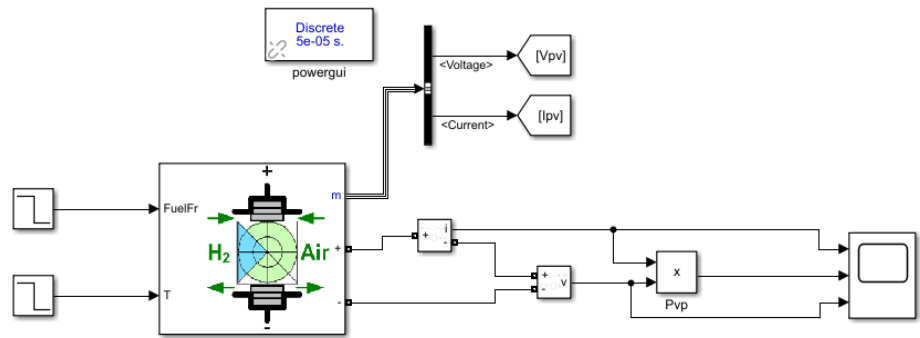 Discrete
5e-05 s.
powergui
<Voltage>
[Vpv]
<Current>
[Ipv]
+
m
FuelFr
H2
Air
+
T
-
-
+
i
-
+
-
v
x
Pvp